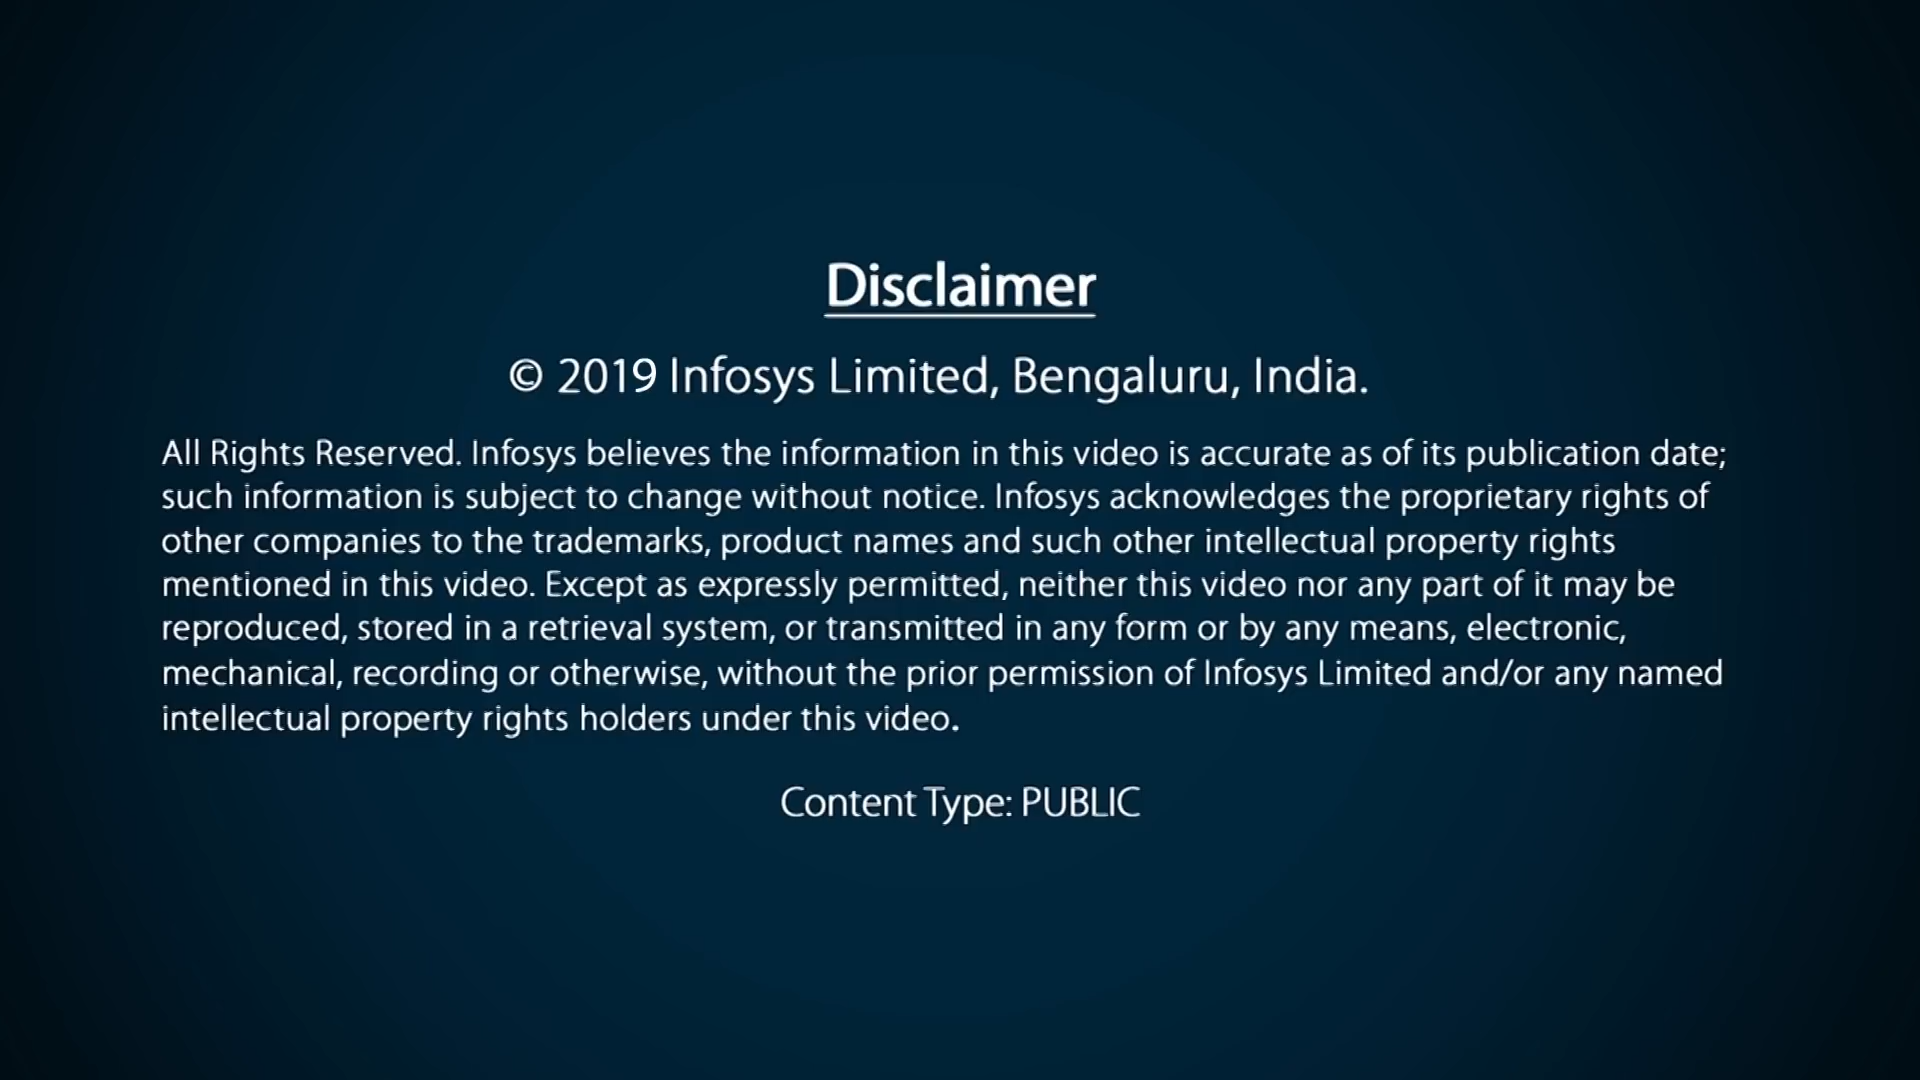 Disclaimer
© 2019 Infosys Limited, Bengaluru, India.
All Rights Reserved. Infosys believes the information in this video is accurate as of its publication date;
such information is subject to change without notice. Infosys acknowledges the proprietary rights of
other companies to the trademarks, product names and such other intellectual property rights
mentioned in this video. Except as expressly permitted, neither this video nor any part of it may be
reproduced, stored in a retrieval system, or transmitted in any form or by any means, electronic,
mechanical, recording or otherwise, without the prior permission of Infosys Limited and/or any named
intellectual property rights holders under this video.
Content Type: PUBLIC